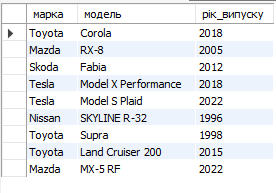 марка модель рік_випуску
Toyota Corola 2018
Mazda RX-8 2005
Skoda Fabia 2012
Tesla Model X Performance 2018
Tesla Model S Plaid 2022
Nissan SKYLINE R-32 1996
Toyota Supra 1998
Toyota Land Cruiser 200 2015
Mazda MX-5 RF 2022